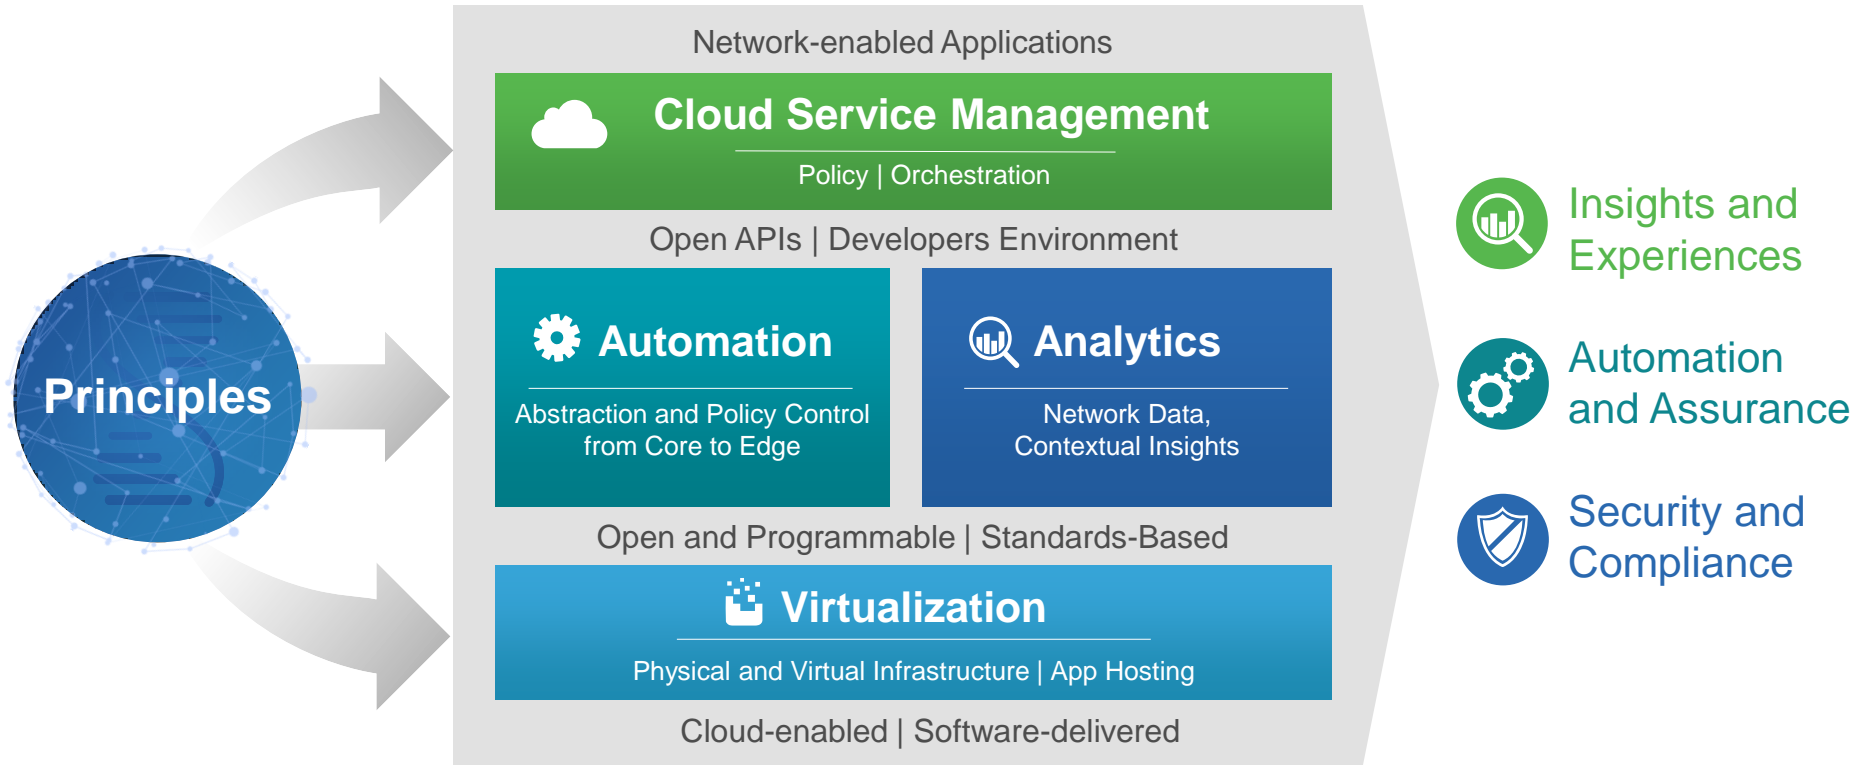 Network-enabled Applications
Cloud Service Management
Policy | Orchestration
Open APIs | Developers Environment
Principles
Automation
Abstraction and Policy Control
from Core to Edge
Analytics
Network Data,
Contextual Insights
Open and Programmable | Standards-Based
Virtualization
Physical and Virtual Infrastructure | App Hosting
Cloud-enabled | Software-delivered
Insights and
Experiences
Automation
and Assurance
Security and
Compliance